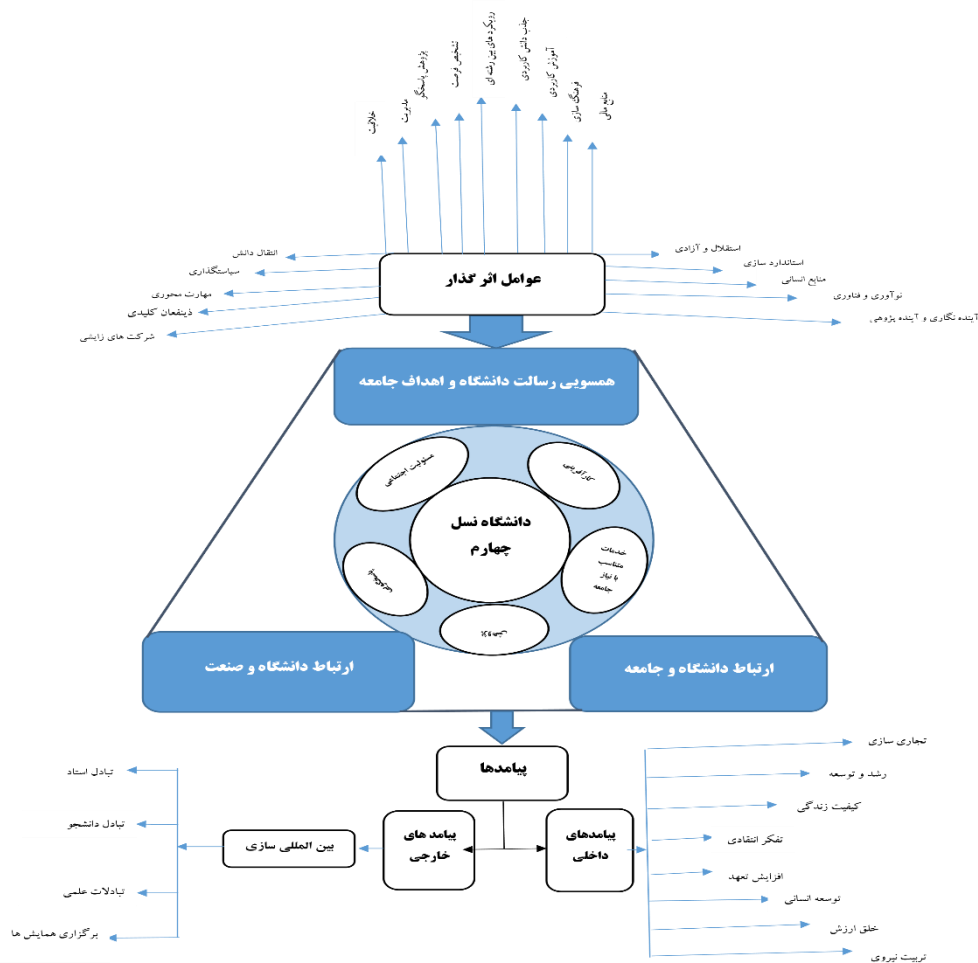 خلاقیت
مدیریت
پژوهش پاسخگو
تشخیص فرصت
رویکردهای بین رشته ای
جذب دانش کاربردی
آموزش کاربردی
فرهنگ سازی
منابع مالی
استقلال و آزادی
استاندارد سازی
منابع انسانی
نوآوری و فناوری
آینده نگاری و آینده پژوهی
عوامل اثر گذار
انتقال دانش
سیاستگذاری
مهارت محوری
ذینفعان کلیدی
شرکت های زایشی
همسویی رسالت دانشگاه و اهداف جامعه
کارآفرینی
مسئولیت اجتماعی
دانشگاه نسل
چهارم
خدمات
متناسب
با نیاز
جامعه
پژوهش
ارتباط دانشگاه و جامعه
ارتباط دانشگاه و صنعت
پیامدها
پیامدهای
داخلی
پیامد های
خارجی
بین المللی سازی
تجاری سازی
رشد و توسعه
کیفیت زندگی
تفکر انتقادی
افزایش تعهد
توسعه انسانی
خلق ارزش
تربیت نیروی
تبادل استاد
تبادل دانشجو
تبادلات علمی
برگزاری همایش ها